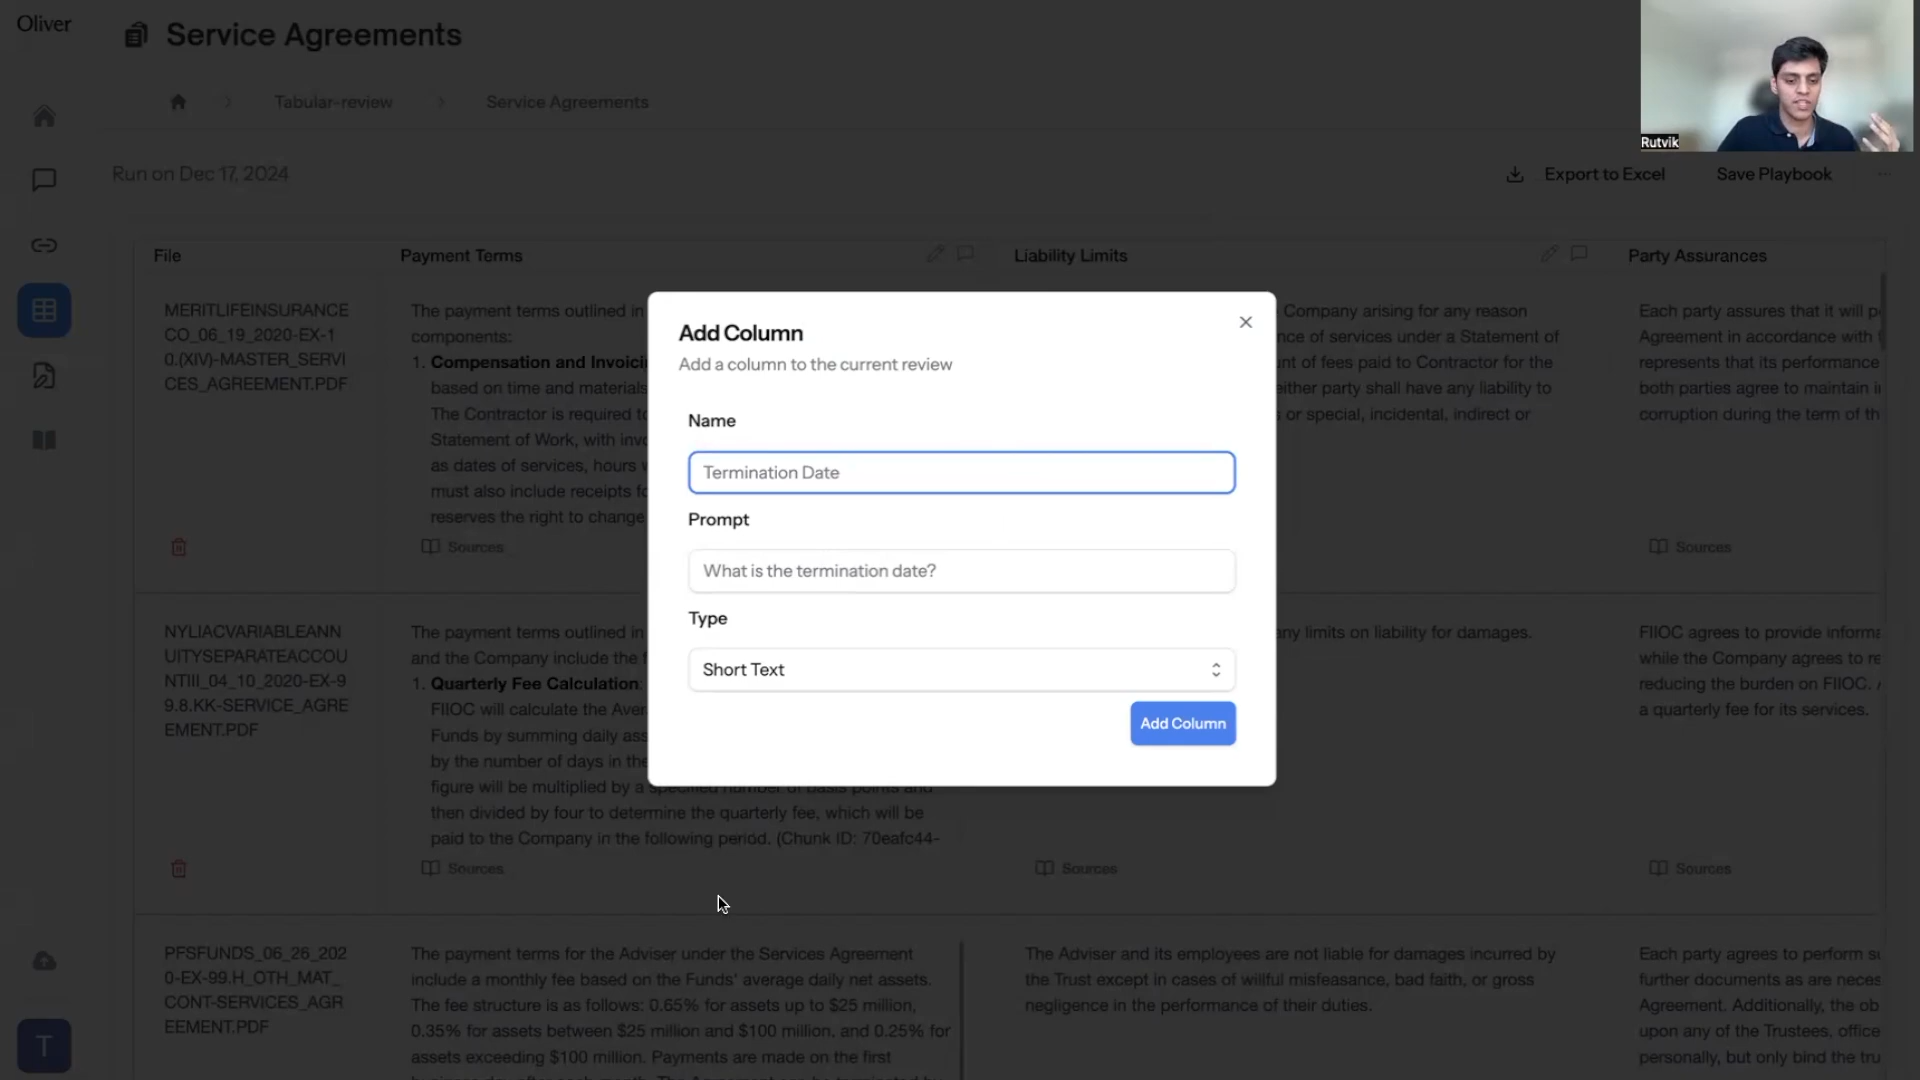 Oliver
Service Agreements
Rutvik
Tabular-review
Service Agreements
Run on Dec 17, 2024
Export to Excel
Save Playbook
File
Payment Terms
Liability Limits
Party Assurances
MERITLIFEINSURANCE
CO_06_19_2020-EX-1
0.(XIV)-MASTER_SERVI
CES_AGREEMENT.PDF
The payment terms outlined in
components:
1. Compensation and Invoici
based on time and materials
The Contractor is required to
Statement of Work, with invo
as dates of services, hours
must also include receipts fo
reserves the right to change
Sources
Company arising for any reason
nce of services under a Statement of
nt of fees paid to Contractor for the
either party shall have any liability to
or special, incidental, indirect or
Each party assures that it will p
Agreement in accordance with
represents that its performance
both parties agree to maintain i
corruption during the term of th
Sources
Add Column
Add a column to the current review
Name
Termination Date
Prompt
What is the termination date?
Type
Short Text
Add Column
NYLIACVARIABLEANN
UITYSEPARATEACCOU
NTIII_04_10_2020-EX-9
9.8.KK-SERVICE_AGRE
EMENT.PDF
The payment terms outlined in
and the Company include the f
1. Quarterly Fee Calculation:
FIIOC will calculate the Aver
Funds by summing daily ass
by the number of days in the
figure will be multiplied by a specified number of basis points and
then divided by four to determine the quarterly fee, which will be
paid to the Company in the following period. (Chunk ID: 70eafc44-
Sources
any limits on liability for damages.
Sources
FIIOC agrees to provide informa
while the Company agrees to re
reducing the burden on FIIOC.
a quarterly fee for its services.
Sources
PFSFUNDS_06_26_202
0-EX-99.H_OTH_MAT_
CONT-SERVICES_AGR
EEMENT.PDF
The payment terms for the Adviser under the Services Agreement
include a monthly fee based on the Funds' average daily net assets.
The fee structure is as follows: 0.65% for assets up to $25 million,
0.35% for assets between $25 million and $100 million, and 0.25% for
assets exceeding $100 million. Payments are made on the first
The Adviser and its employees are not liable for damages incurred by
the Trust except in cases of willful misfeasance, bad faith, or gross
negligence in the performance of their duties.
Each party agrees to perform su
further documents as are neces
Agreement. Additionally, the ob
upon any of the Trustees, office
personally, but only bind the tru
T